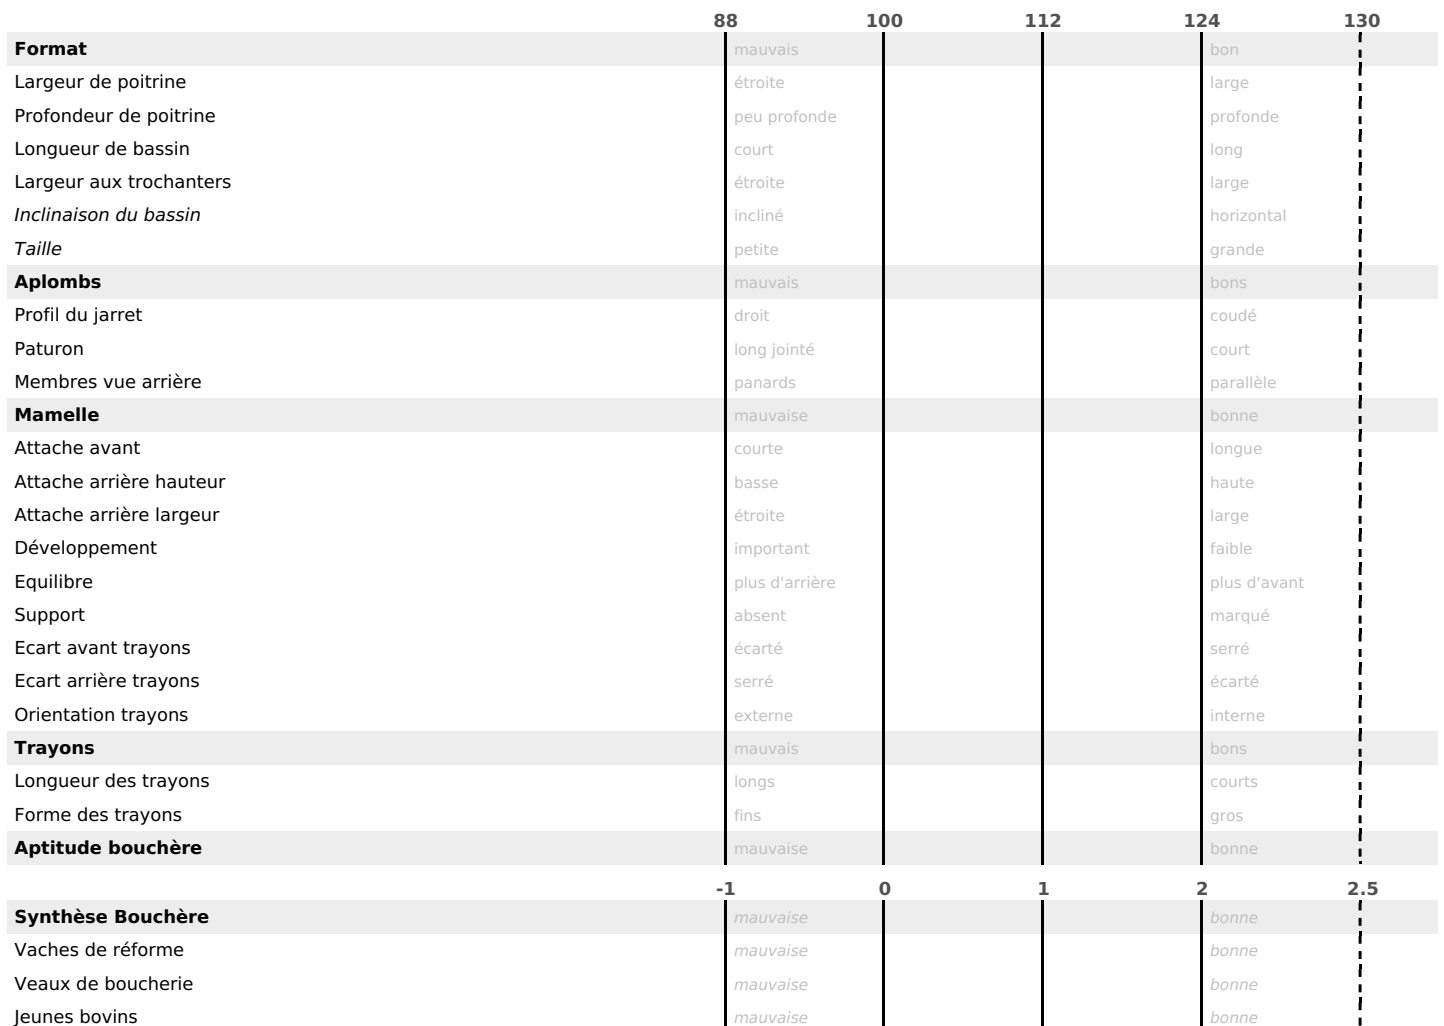 88 100 112 124 130
Format mauvais bon
Largeur de poitrine étroite large
Profondeur de poitrine peu profonde profonde
Longueur de bassin court long
Largeur aux trochanters étroite large
Inclinaison du bassin incliné horizontal
Taille petite grande
Aplombs mauvais bons
Profil du jarret droit coudé
Paturon long jointé court
Membres vue arrière panards parallèle
Mamelle mauvaise bonne
Attache avant courte longue
Attache arrière hauteur basse haute
Attache arrière largeur étroite large
Développement important faible
Equilibre plus d'arrière plus d'avant
Support absent marqué
Ecart avant trayons écarté serré
Ecart arrière trayons serré écarté
Orientation trayons externe interne
Trayons mauvais bons
Longueur des trayons longs courts
Forme des trayons fins gros
Aptitude bouchère mauvaise bonne
-1 0 1 2 2.5
Synthèse Bouchère mauvaise bonne
Vaches de réforme mauvaise bonne
Veaux de boucherie mauvaise bonne
Jeunes bovins mauvaise bonne